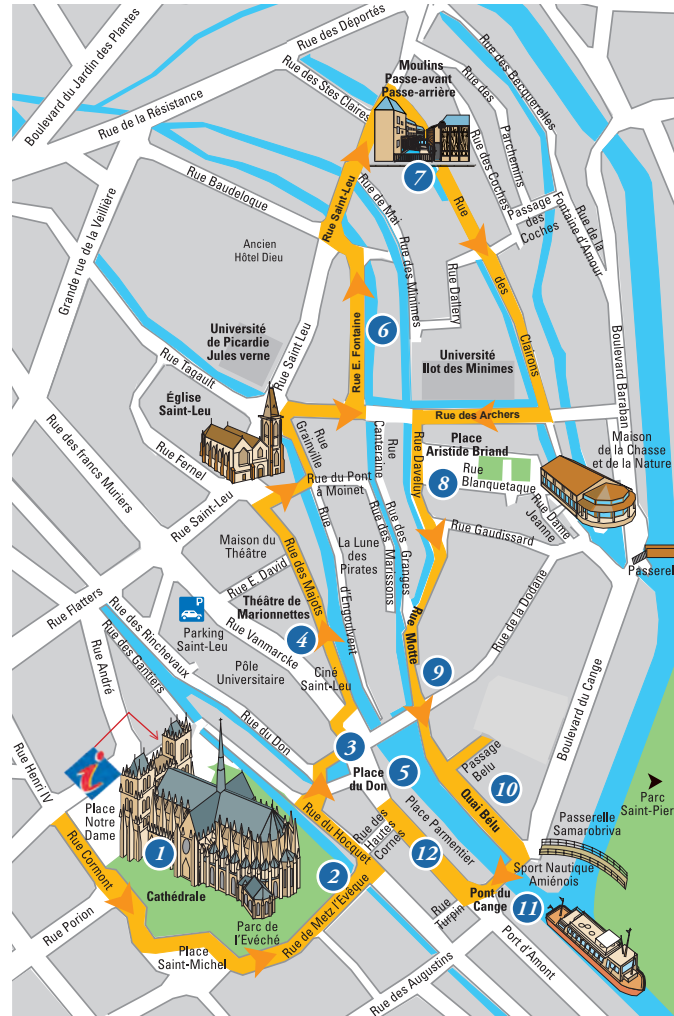 Boulevard du Jardin des Plantes
Rue des Déportés
Rue de la Résistance
Rue des Stes Claires
Moulins
Passe-avant
Passe-arrière
Rue des Becquerelles
Rue des
Parchemins
Rue des Coches
7
Rue Baudeloque
Rue Saint-Leu
Rue de Mai
Rue
des
Clairons
Passage
des
Coches
Fontaine d'Amour
Rue de la
Grande rue de la Veillière
Ancien
Hôtel Dieu
Rue des Minimes
Rue Dallery
Rue E. Fontaine
6
Université
de Picardie
Jules verne
Rue Saint Leu
Université
Ilot des Minimes
Boulevard Baraban
Rue Tagault
Église
Saint-Leu
Rue des Archers
Rue des francs Muriers
Rue Fernel
Rue
Grainville
Rue
Canteraine
Rue Daveluy
Place
Aristide Briand
8
Rue
Blanquetaque
Maison
de la Chasse
et de la Nature
Rue Saint-Leu
Rue du Pont
à Moinet
Rue Dame
Jeanne
Rue Gaudissard
Passerel
Maison du
Théâtre
Rue des Majots
Rue
d'Engoulvent
La Lune
des
Pirates
Rue des Marissons
Rue des
Granges
Rue E. David
Rue de la Dodane
Rue Flatters
Rue des Rinchevaux
Rue des Gantiers
P
Parking
Saint-Leu
Théâtre de
Marionnettes
4
Rue Motte
Rue Vanmarcke
Pôle
Universitaire
Ciné
Saint-Leu
9
Boulevard du Cange
Rue André
Rue du Don
3
Place
du Don
5
Passage
Belu
10
Quai Bélu
Parc
Saint-Pier
Rue Henri IV
i
Place
Notre
Dame
1
Cathédrale
Rue Cormont
Rue du Hocquet
Rue des
Hautes
Cornes
Place Parmentier
12
Passerelle
Samarobriva
Sport Nautique
Amiénois
2
Pont du
Cange
11
Rue Porion
Parc de
l'Evéché
Rue de Metz l'Evêque
Rue
Turpin
Port d'Amont
Place
Saint-Michel
Rue des Augustins